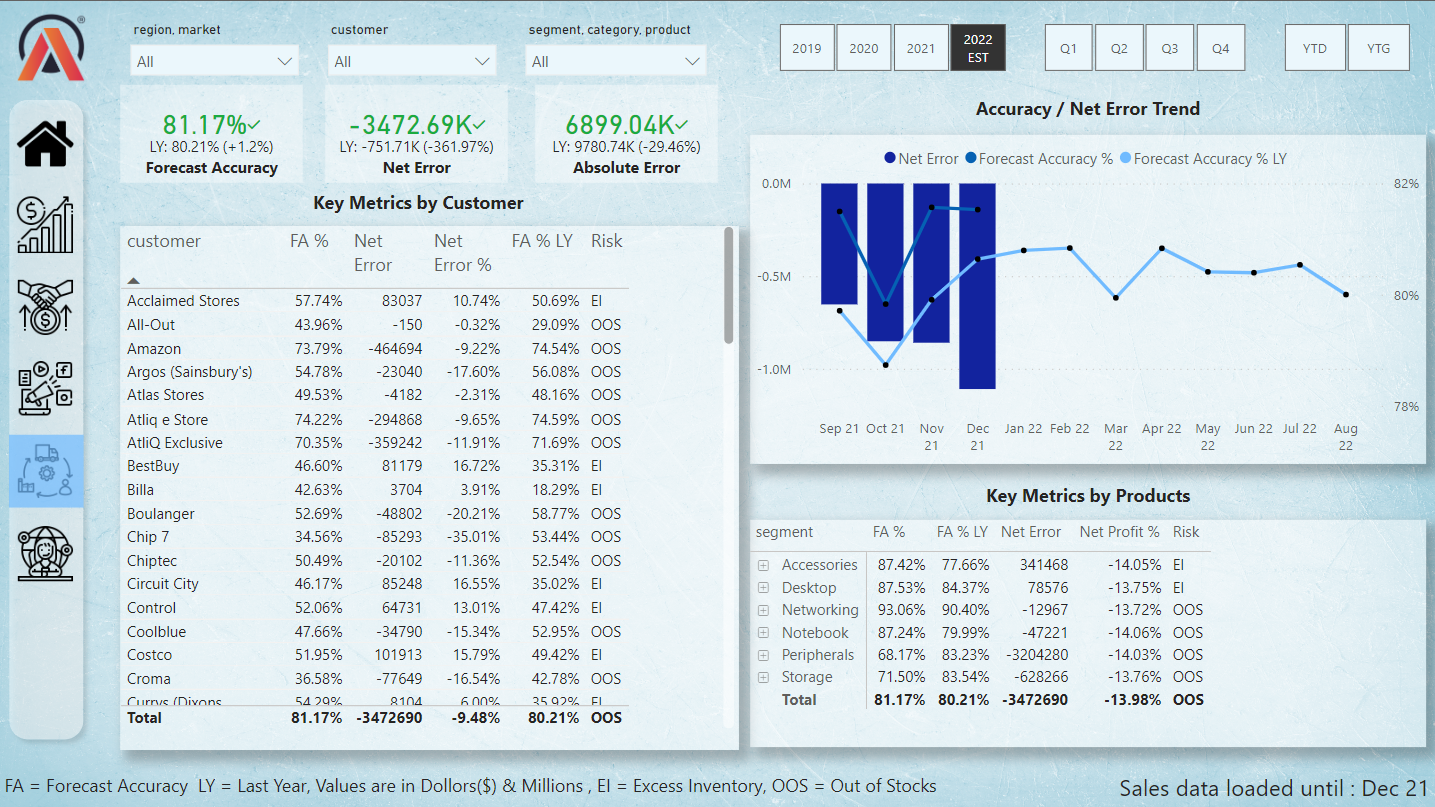 region, market
customer
segment, category, product
All
All
All
2019
2020
2021
2022
EST
Q1
Q2
Q3
Q4
YTD
YTG
81.17%
LY: 80.21% (+1.2%)
Forecast Accuracy
-3472.69K
LY: -751.71K (-361.97%)
Net Error
6899.04K
LY: 9780.74K (-29.46%)
Absolute Error
Key Metrics by Customer
customer FA % Net Error Net Error % FA % LY Risk
Acclaimed Stores 57.74% 83037 10.74% 50.69% EI
All-Out 43.96% -150 -0.32% 29.09% OOS
Amazon 73.79% -464694 -9.22% 74.54% OOS
Argos (Sainsbury's) 54.78% -23040 -17.60% 56.08% OOS
Atlas Stores 49.53% -4182 -2.31% 48.16% OOS
Atliq e Store 74.22% -294868 -9.65% 74.59% OOS
AtliQ Exclusive 70.35% -359242 -11.91% 71.69% OOS
BestBuy 46.60% 81179 16.72% 35.31% EI
Billa 42.63% 3704 3.91% 18.29% EI
Boulanger 52.69% -48802 -20.21% 58.77% OOS
Chip 7 34.56% -85293 -35.01% 53.44% OOS
Chiptec 50.49% -20102 -11.36% 52.54% OOS
Circuit City 46.17% 85248 16.55% 35.02% EI
Control 52.06% 64731 13.01% 47.42% EI
Coolblue 47.66% -34790 -15.34% 52.95% OOS
Costco 51.95% 101913 15.79% 49.42% EI
Croma 36.58% -77649 -16.54% 42.78% OOS
Currys (Dixons 54.29% 8104 6.00% 35.92% EI
Total 81.17% -3472690 -9.48% 80.21% OOS
Accuracy / Net Error Trend
Net Error Forecast Accuracy % Forecast Accuracy % LY
0.0M
-0.5M
-1.0M
82%
80%
78%
Sep 21 Oct 21 Nov 21 Dec 21 Jan 22 Feb 22 Mar 22 Apr 22 May 22 Jun 22 Jul 22 Aug 22
Key Metrics by Products
segment FA % FA % LY Net Error Net Profit % Risk
Accessories 87.42% 77.66% 341468 -14.05% EI
Desktop 87.53% 84.37% 78576 -13.75% EI
Networking 93.06% 90.40% -12967 -13.72% OOS
Notebook 87.24% 79.99% -47221 -14.06% OOS
Peripherals 68.17% 83.23% -3204280 -14.03% OOS
Storage 71.50% 83.54% -628266 -13.76% OOS
Total 81.17% 80.21% -3472690 -13.98% OOS
FA = Forecast Accuracy LY = Last Year, Values are in Dollors($) & Millions , EI = Excess Inventory, OOS = Out of Stocks
Sales data loaded until : Dec 21